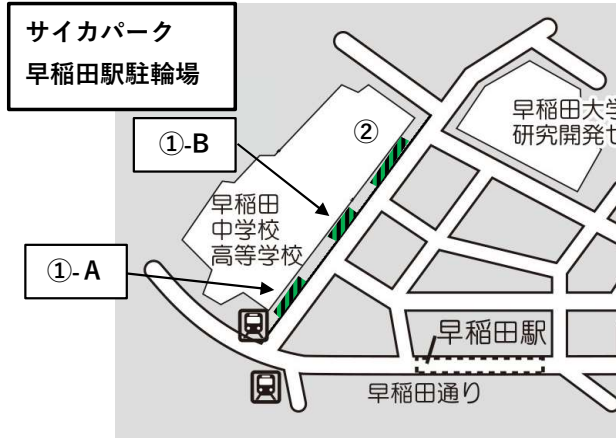 サイカパーク
早稲田駅駐輪場
早稲田大学
研究開発
①-B
②
早稲田
中学校
高等学校
①-A
早稲田駅
早稲田通り